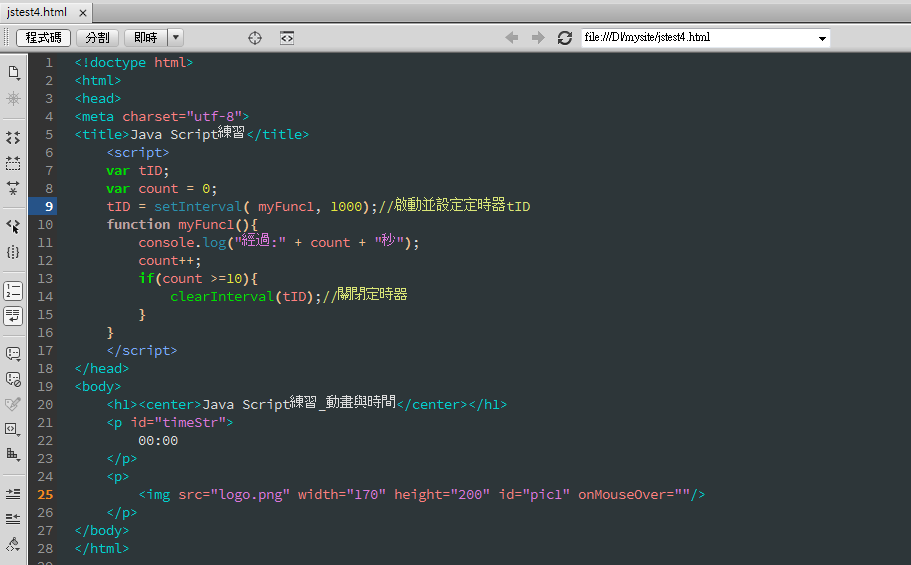 jstest4.html ×
程式碼 分割 即時 file:///D|/mysite/jstest4.html
1 <!doctype html>
2 <html>
3 <head>
4 <meta charset="utf-8">
5 <title>Java Script練習</title>
6 <script>
7 var tID;
8 var count = 0;
9 tID = setInterval( myFunc1, 1000);//啟動並設定定時器tID
10 function myFunc1(){
11 console.log("經過:" + count + "秒");
12 count++;
13 if(count >=10){
14 clearInterval(tID);//關閉定時器
15 }
16 }
17 </script>
18 </head>
19 <body>
20 <h1><center>Java Script練習_動畫與時間</center></h1>
21 <p id="timeStr">
22 00:00
23 </p>
24 <p>
25 <img src="logo.png" width="170" height="200" id="pic1" onMouseOver=""/>
26 </p>
27 </body>
28 </html>